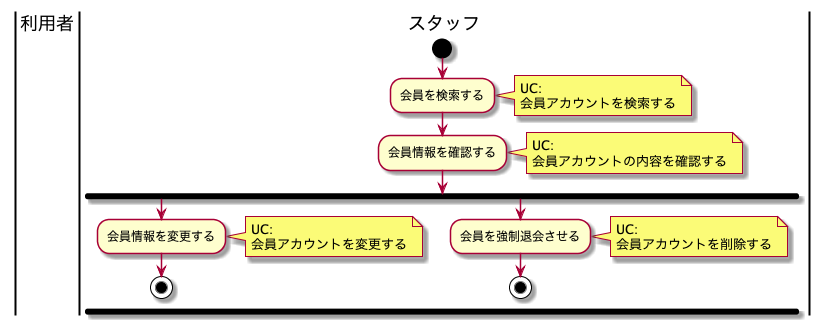 利用者
スタッフ
会員を検索する
UC:
会員アカウントを検索する
会員情報を確認する
UC:
会員アカウントの内容を確認する
会員情報を変更する
UC:
会員アカウントを変更する
会員を強制退会させる
UC:
会員アカウントを削除する